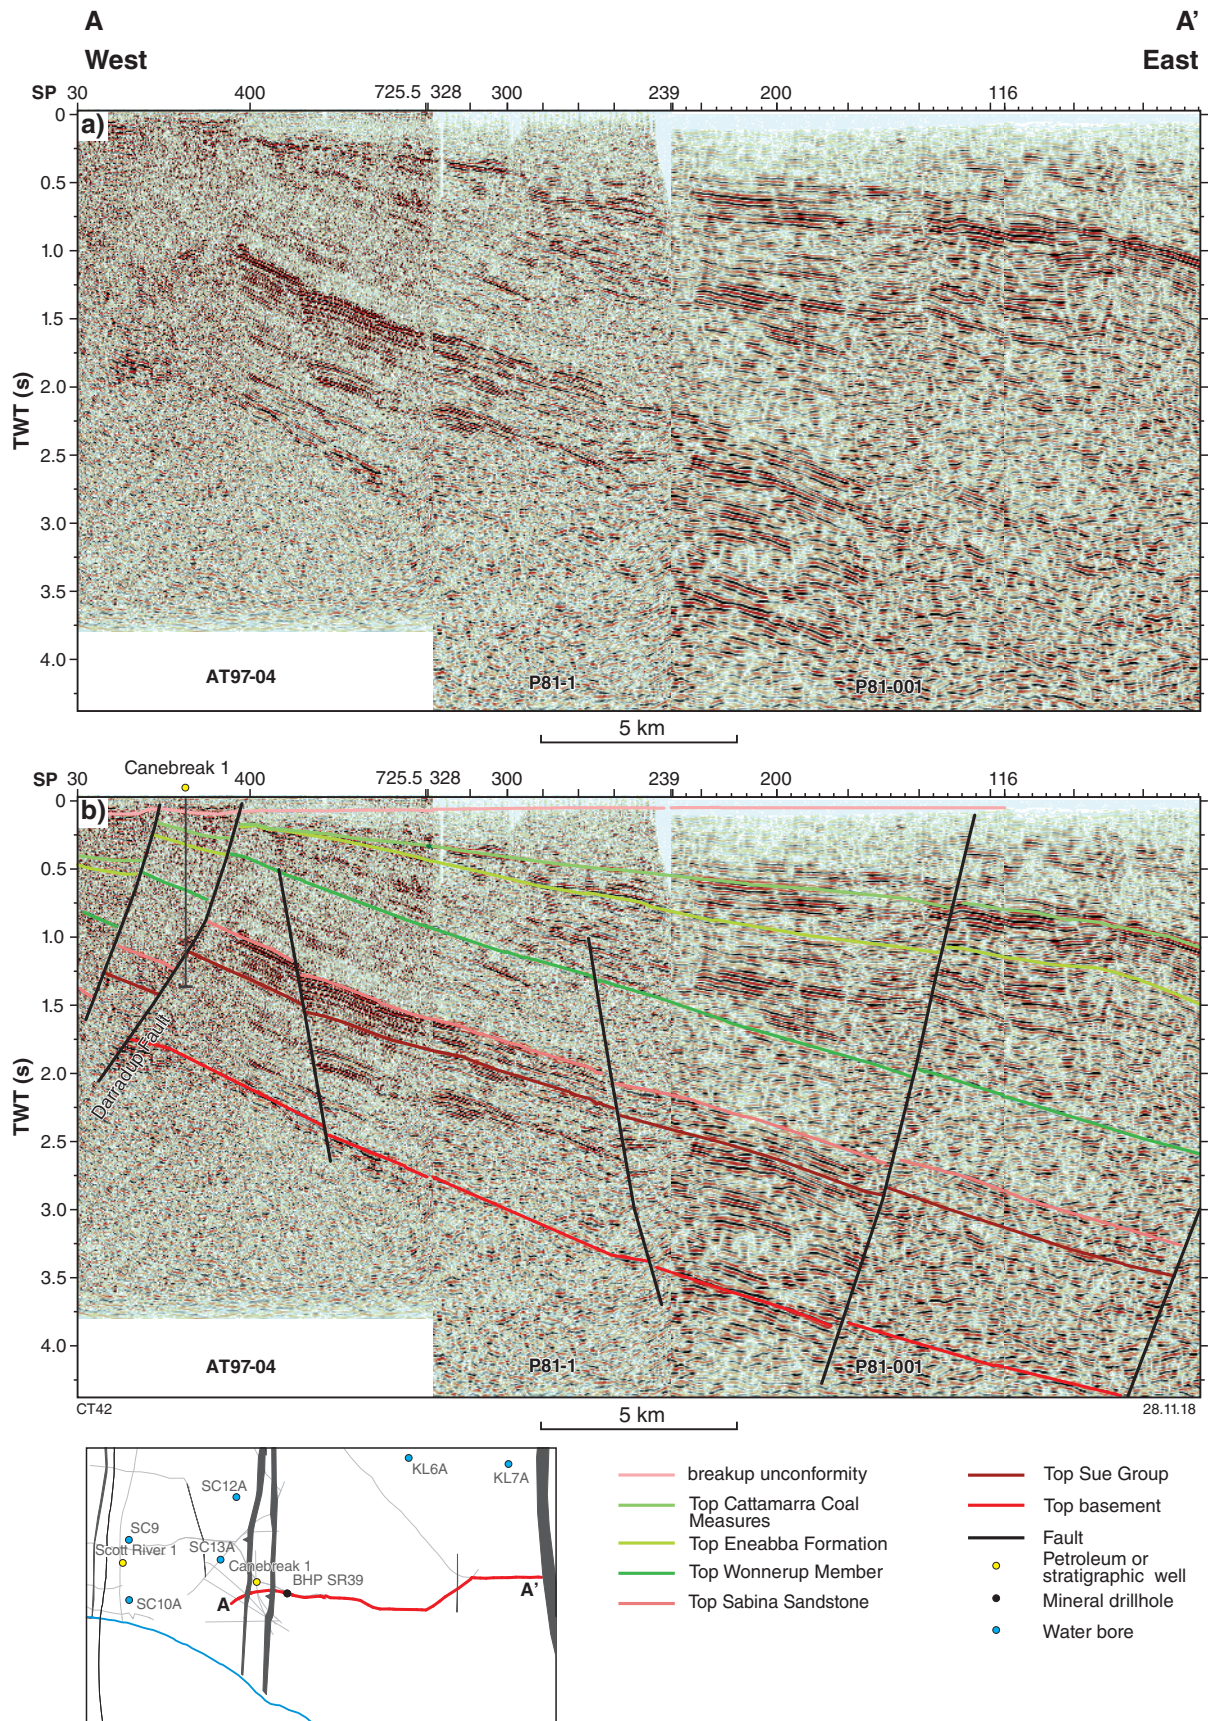 A
A'
West
East
SP 30 400 725.5 328 300 239 200 116
a)
0
0.5
1.0
1.5
2.0
2.5
3.0
3.5
4.0
TWT (s)
AT97-04
P81-1
P81-001
5 km
Canebreak 1
SP 30 400 725.5 328 300 239 200 116
b)
0
0.5
1.0
1.5
2.0
2.5
3.0
3.5
4.0
TWT (s)
Darradup Fault
AT97-04
P81-1
P81-001
CT42
5 km
28.11.18
KL6A
KL7A
SC12A
SC9
Scott River 1
SC13A
Canebreak 1
BHP SR39
SC10A
A
A'
breakup unconformity
Top Cattamarra Coal
Measures
Top Eneabba Formation
Top Wonnerup Member
Top Sabina Sandstone
Top Sue Group
Top basement
Fault
Petroleum or
stratigraphic well
Mineral drillhole
Water bore